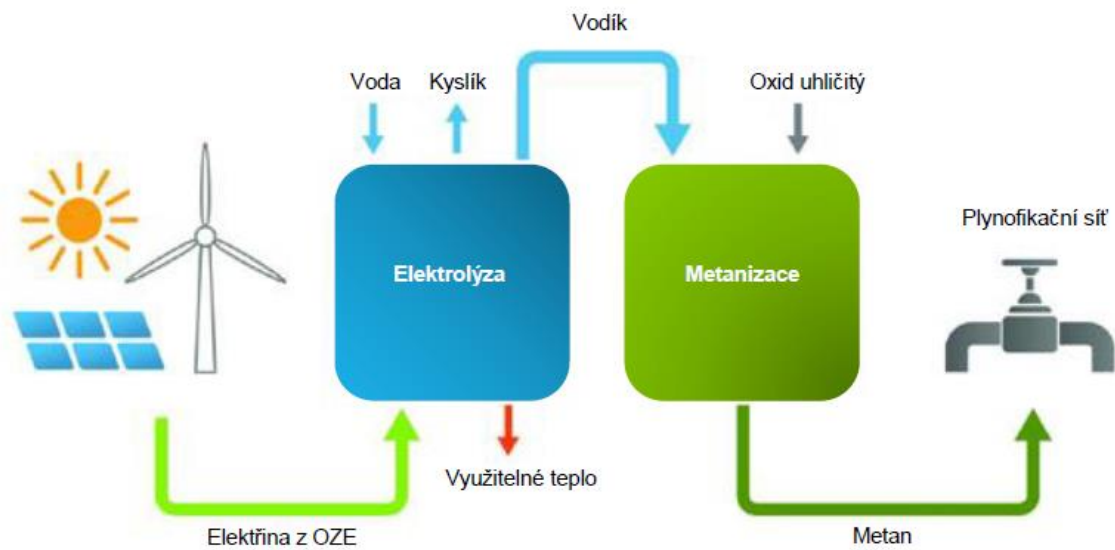 Vodík
Voda
Kyslík
Oxid uhličitý
Plynofikační síť
Elektrolýza
Metanizace
Využitelné teplo
Elektřina z OZE
Metan